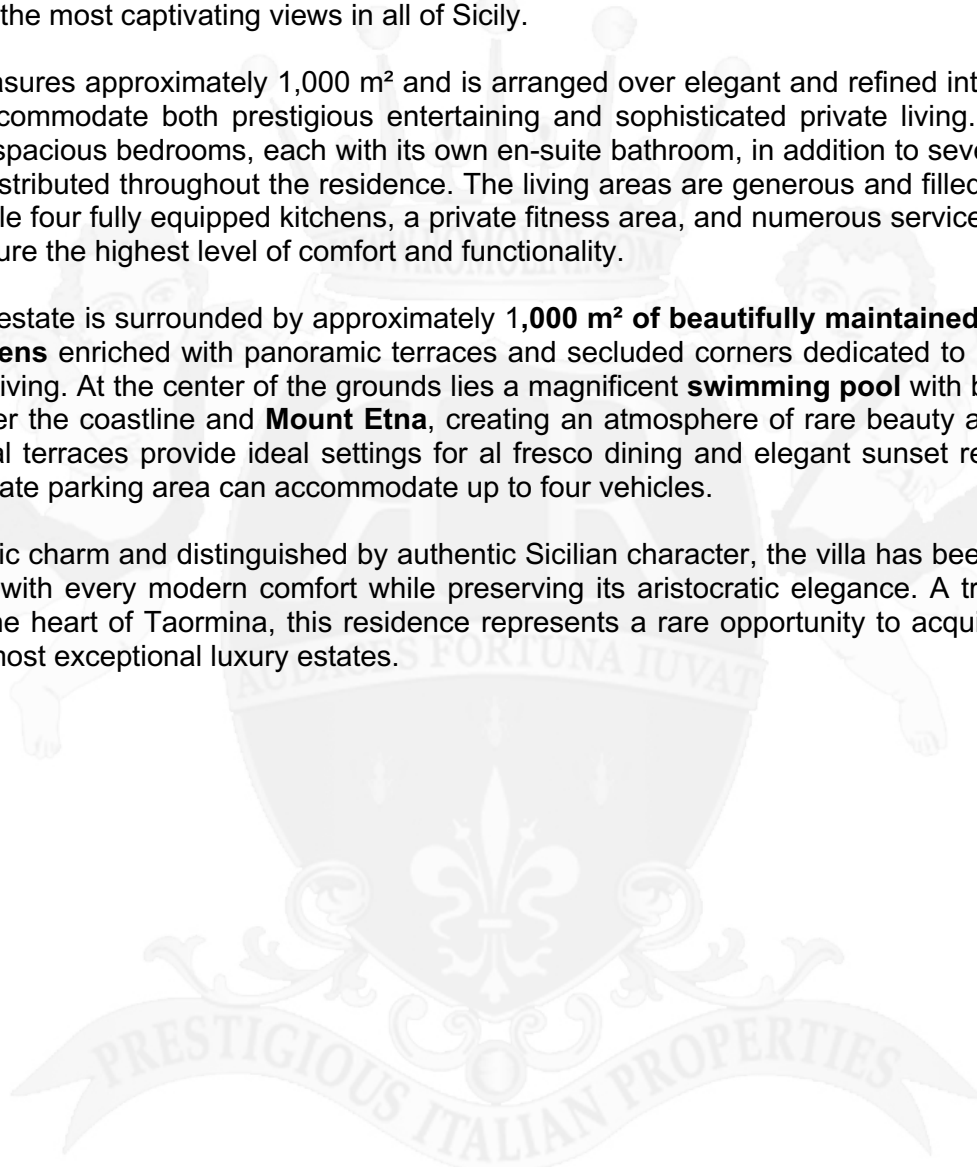 the most captivating views in all of Sicily.
asures approximately 1,000 m² and is arranged over elegant and refined int
commodate both prestigious entertaining and sophisticated private living.
spacious bedrooms, each with its own en-suite bathroom, in addition to seve
stributed throughout the residence. The living areas are generous and filled
le four fully equipped kitchens, a private fitness area, and numerous service
ure the highest level of comfort and functionality.
WWW.ROMOLINI.COM
estate is surrounded by approximately 1,000 m² of beautifully maintained
ens enriched with panoramic terraces and secluded corners dedicated to
iving. At the center of the grounds lies a magnificent swimming pool with b
er the coastline and Mount Etna, creating an atmosphere of rare beauty a
al terraces provide ideal settings for al fresco dining and elegant sunset re
ate parking area can accommodate up to four vehicles.
ic charm and distinguished by authentic Sicilian character, the villa has been
with every modern comfort while preserving its aristocratic elegance. A tr
he heart of Taormina, this residence represents a rare opportunity to acqui
most exceptional luxury estates.
AUDACES FORTUNA IUVAT
PRESTIGIOUS ITALIAN PROPERTIES